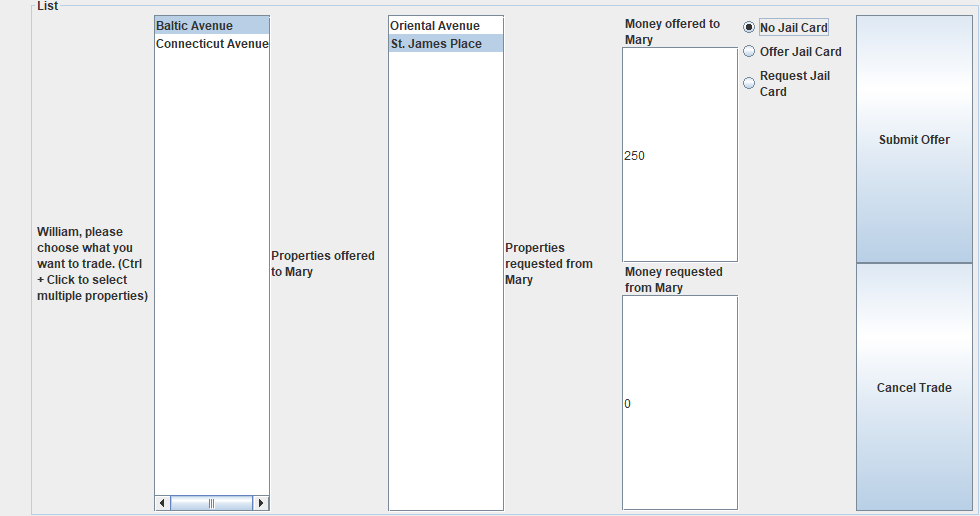 List
William, please
choose what you
want to trade. (Ctrl
+ Click to select
multiple properties)
Baltic Avenue
Connecticut Avenue
Properties offered
to Mary
Oriental Avenue
St. James Place
Properties
requested from
Mary
Money offered to
Mary
250
Money requested
from Mary
0
No Jail Card
Offer Jail Card
Request Jail
Card
Submit Offer
Cancel Trade